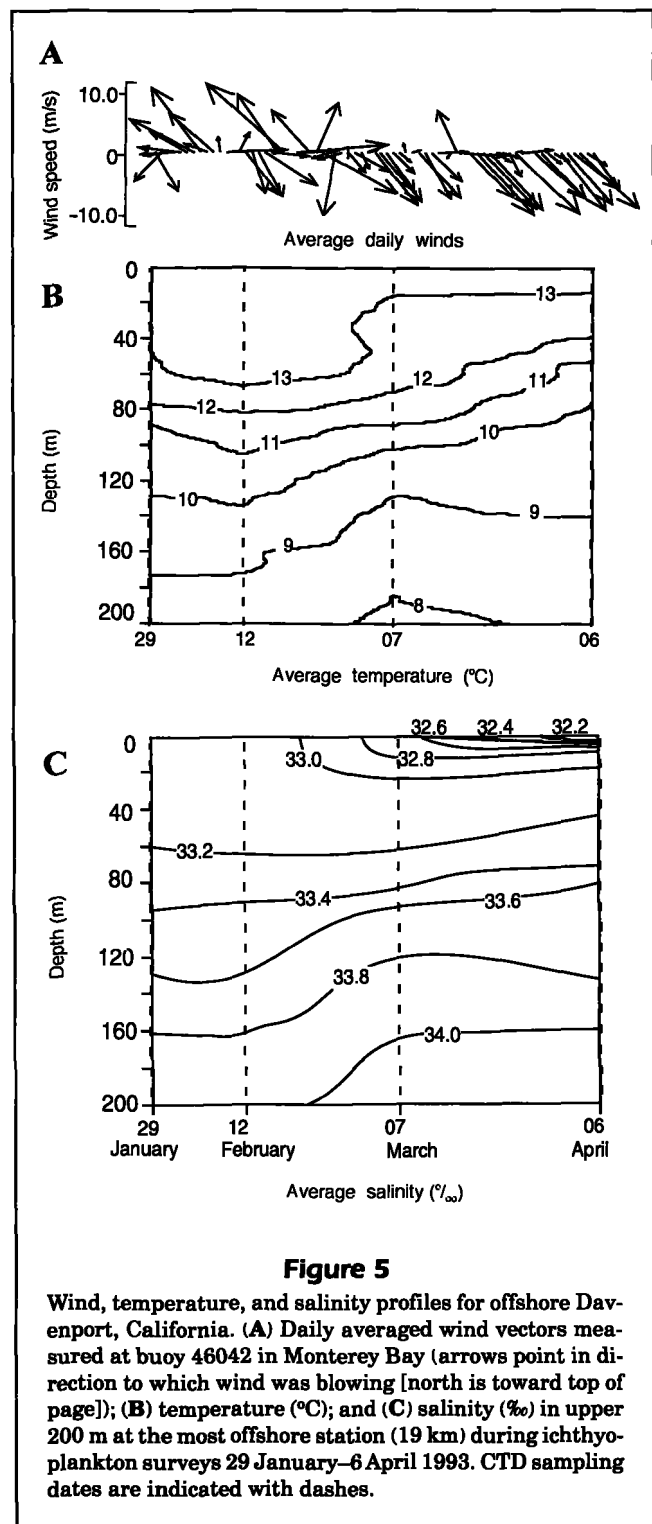 A
Wind speed (m/s)
10.0
0
-10.0
Average daily winds
B
Depth (m)
0
40
80
120
160
200
13
13
12
12
11
11
10
10
9
9
8
29
12
07
06
Average temperature (°C)
C
Depth (m)
0
40
80
120
160
200
32.6
32.4
32.2
33.0
32.8
33.2
33.4
33.6
33.8
34.0
29
12
07
06
January
February
March
April
Average salinity (°/∞)
Figure 5
Wind, temperature, and salinity profiles for offshore Dav-
enport, California. (A) Daily averaged wind vectors mea-
sured at buoy 46042 in Monterey Bay (arrows point in di-
rection to which wind was blowing [north is toward top of
page]); (B) temperature (°C); and (C) salinity (‰) in upper
200 m at the most offshore station (19 km) during ichthyo-
plankton surveys 29 January–6 April 1993. CTD sampling
dates are indicated with dashes.